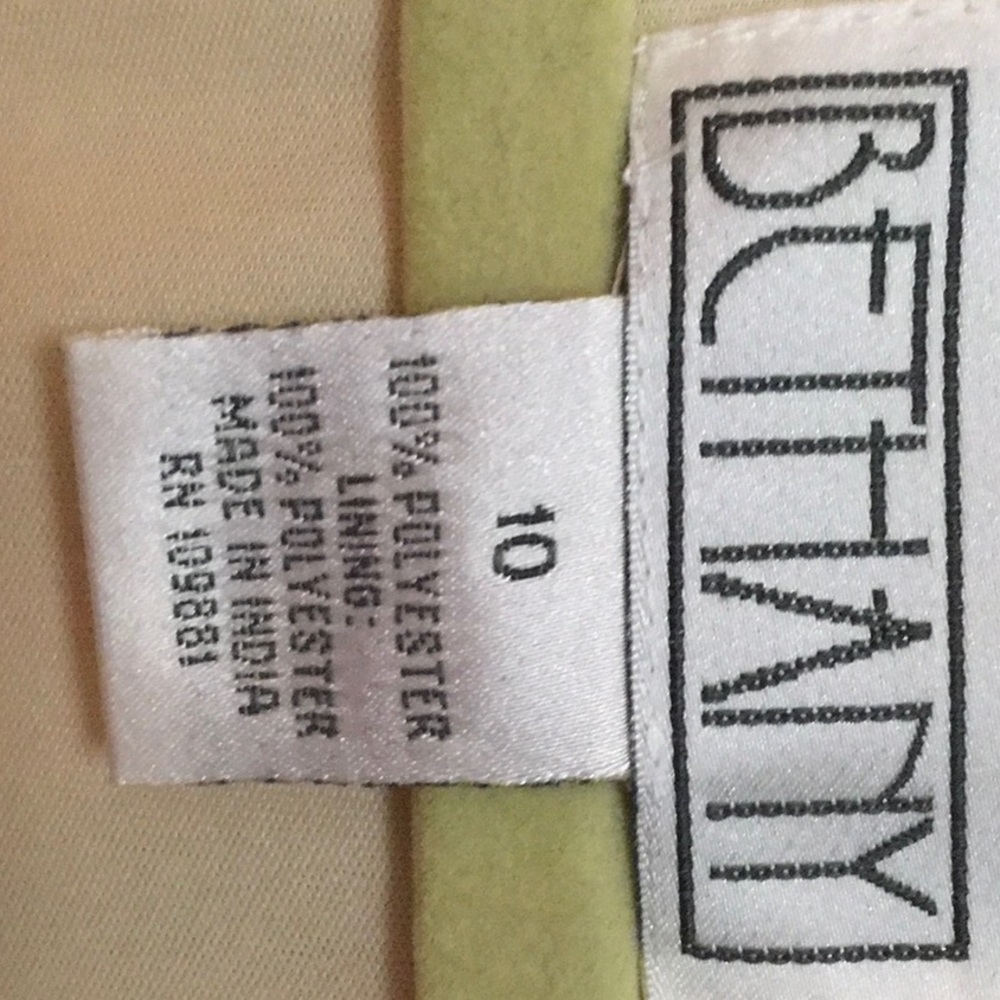 BETHANY
10
100% POLYESTER
LINING:
100% POLYESTER
MADE IN INDIA
RN 109881